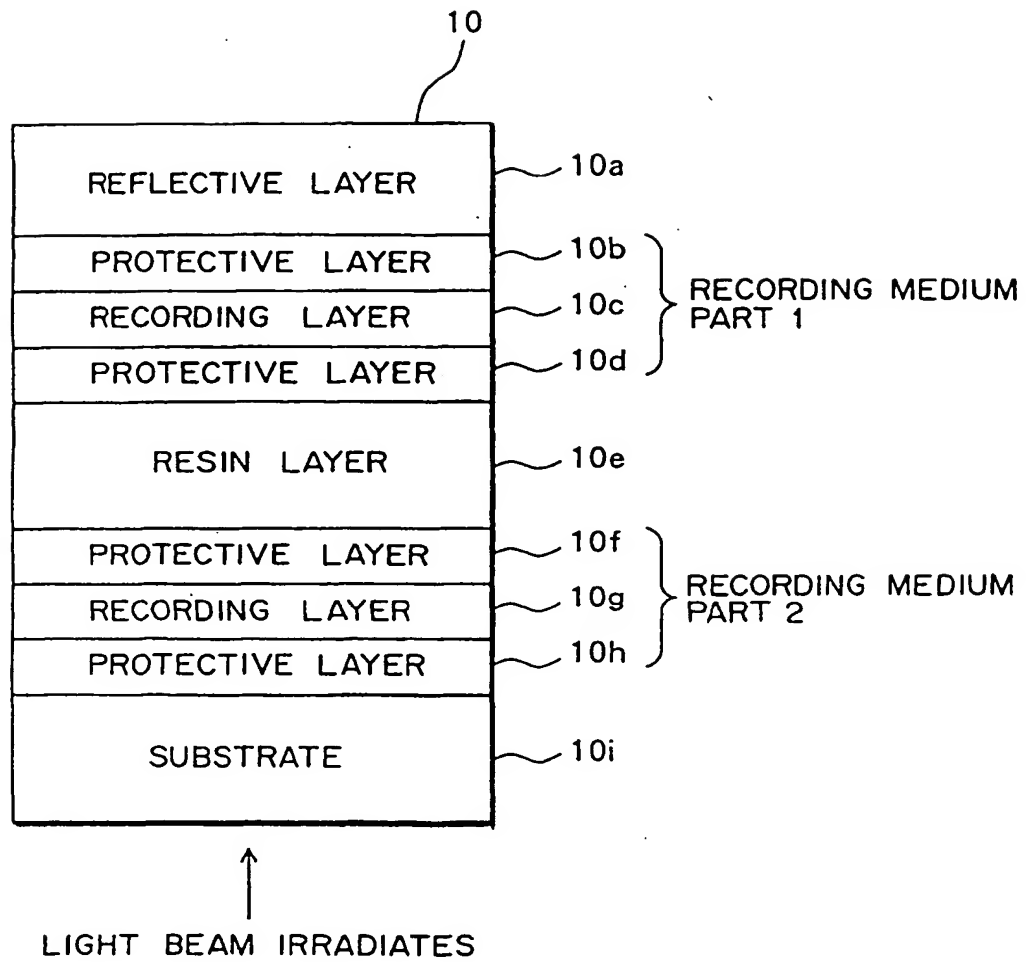 10
REFLECTIVE LAYER
10a
PROTECTIVE LAYER
10b
RECORDING LAYER
10c
PROTECTIVE LAYER
10d
RECORDING MEDIUM
PART 1
RESIN LAYER
10e
PROTECTIVE LAYER
10f
RECORDING LAYER
10g
PROTECTIVE LAYER
10h
RECORDING MEDIUM
PART 2
SUBSTRATE
10i
LIGHT BEAM IRRADIATES